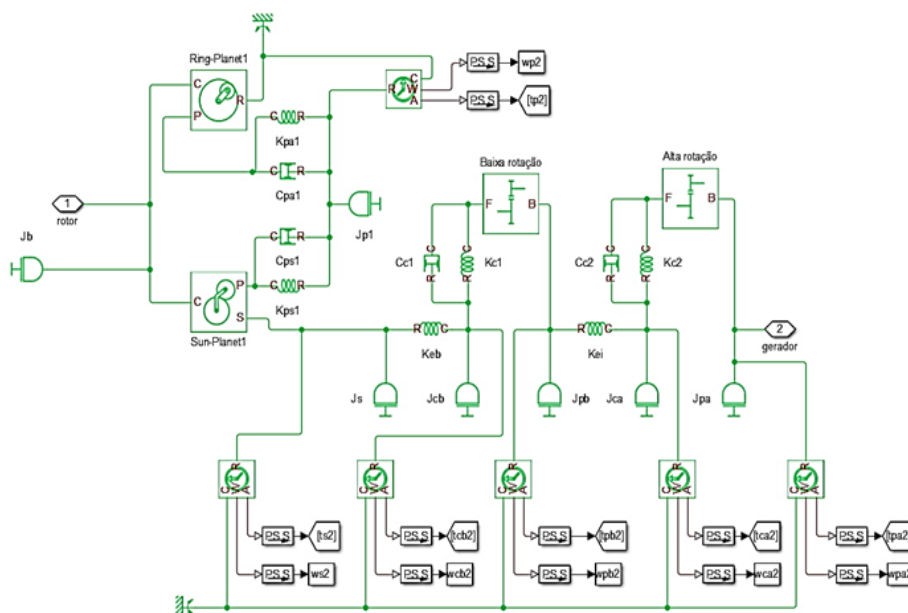 Ring-Planet1
C
R
P
C R
Kpa1
C R
Cpa1
R
C
W
A
PS S
wp2
PS S
[tp2]
1
rotor
Jb
Jp1
C R
Cps1
C R
Kps1
C
P
S
Sun-Planet1
Baixa rotação
F B
C
R
Cc1
C
R
Kc1
Alta rotação
F B
C
R
Cc2
C
R
Kc2
R C
Keb
R C
Kei
2
gerador
Js
Jcb
Jpb
Jca
Jpa
R
C W A
R
C W A
R
C W A
R
C W A
R
C W A
PS S
[ts2]
PS S
[tcb2]
PS S
[tpb2]
PS S
[tca2]
PS S
[tpa2]
PS S
ws2
PS S
wcb2
PS S
wpb2
PS S
wca2
PS S
wpa2